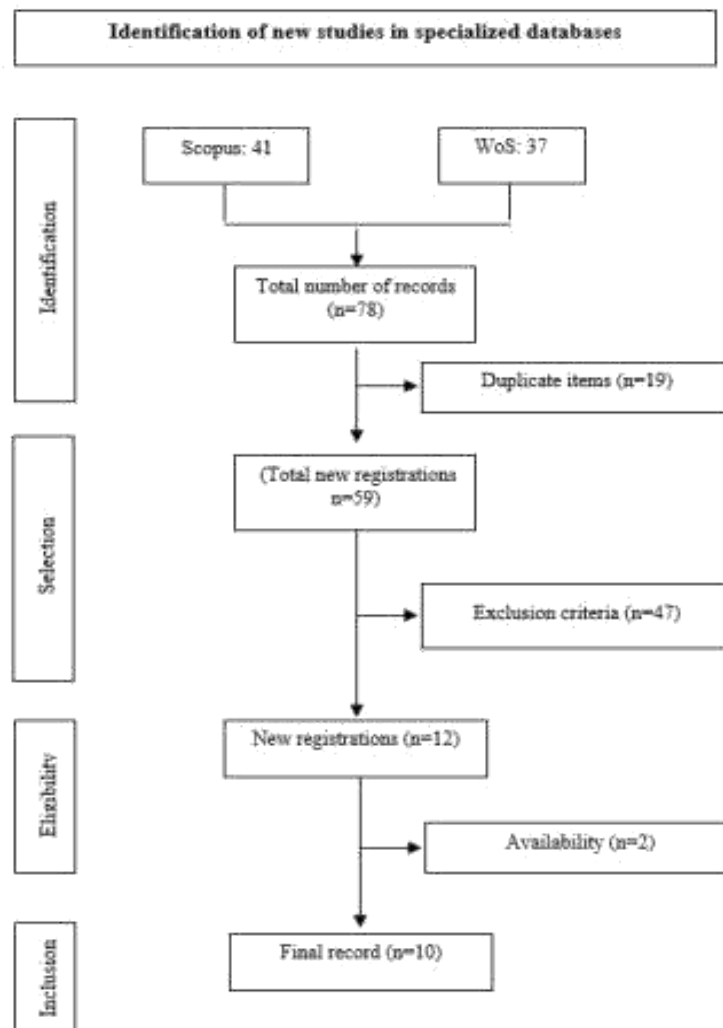 Identification of new studies in specialized databases
Identification
Scopus: 41
WoS: 37
Total number of records
(n=78)
Duplicate items (n=19)
Selection
(Total new registrations
n=59)
Exclusion criteria (n=47)
Eligibility
New registrations (n=12)
Availability (n=2)
Inclusion
Final record (n=10)